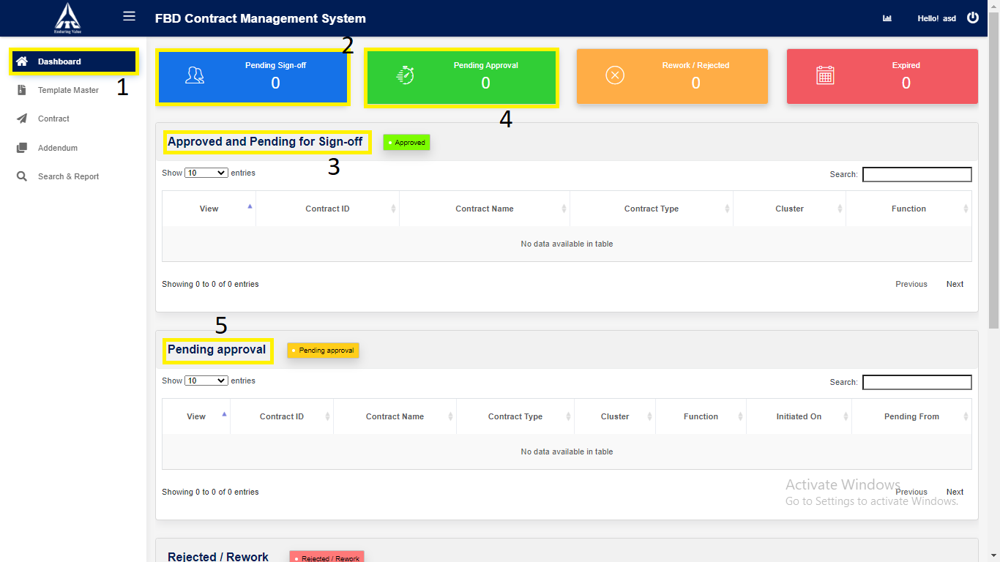 ITC
Enduring Value
FBD Contract Management System
Hello! asd
Dashboard
1
Template Master
Contract
Addendum
Search & Report
2
Pending Sign-off
0
Pending Approval
0
Rework / Rejected
0
Expired
0
4
Approved and Pending for Sign-off
Approved
3
Show 10 entries
Search:
View Contract ID Contract Name Contract Type Cluster Function
No data available in table
Showing 0 to 0 of 0 entries
Previous Next
5
Pending approval
Pending approval
Show 10 entries
Search:
View Contract ID Contract Name Contract Type Cluster Function Initiated On Pending From
No data available in table
Showing 0 to 0 of 0 entries
Previous Next
Activate Windows
Go to Settings to activate Windows.
Rejected / Rework
Rejected / Rework